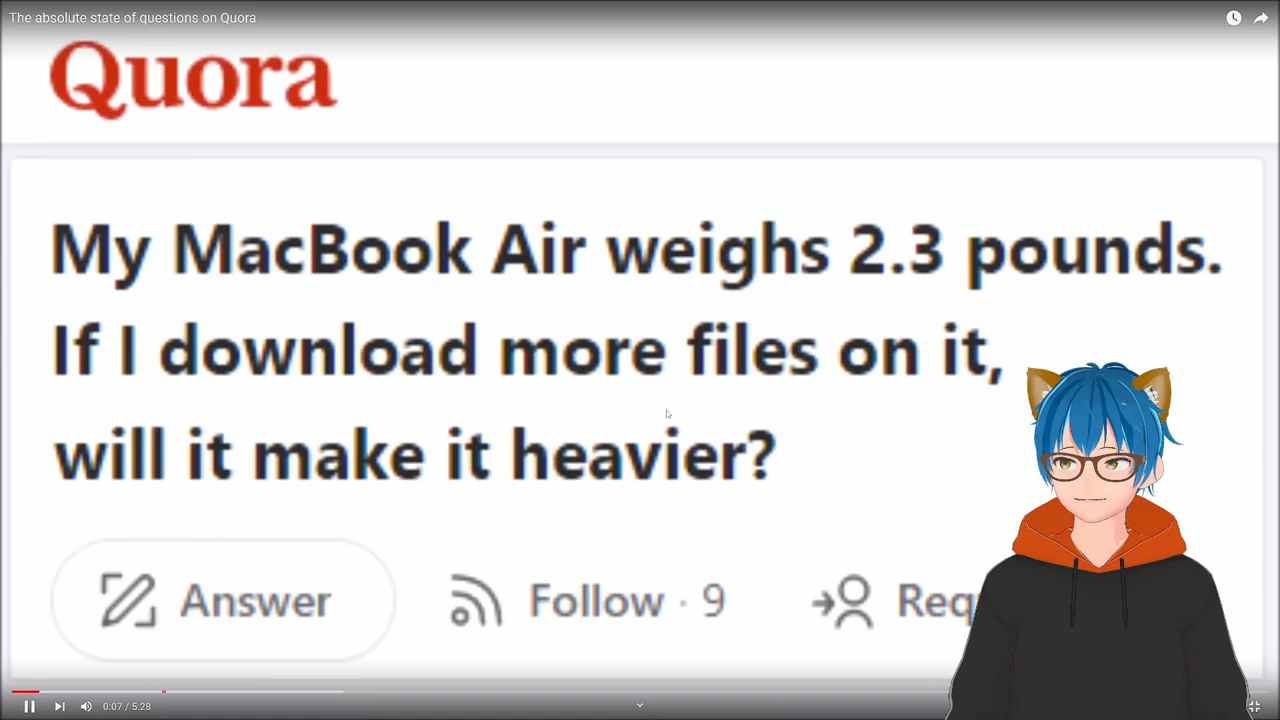 The absolute state of questions on Quora
Quora
My MacBook Air weighs 2.3 pounds.
If I download more files on it,
will it make it heavier?
Answer
Follow · 9
0:07 / 5:28